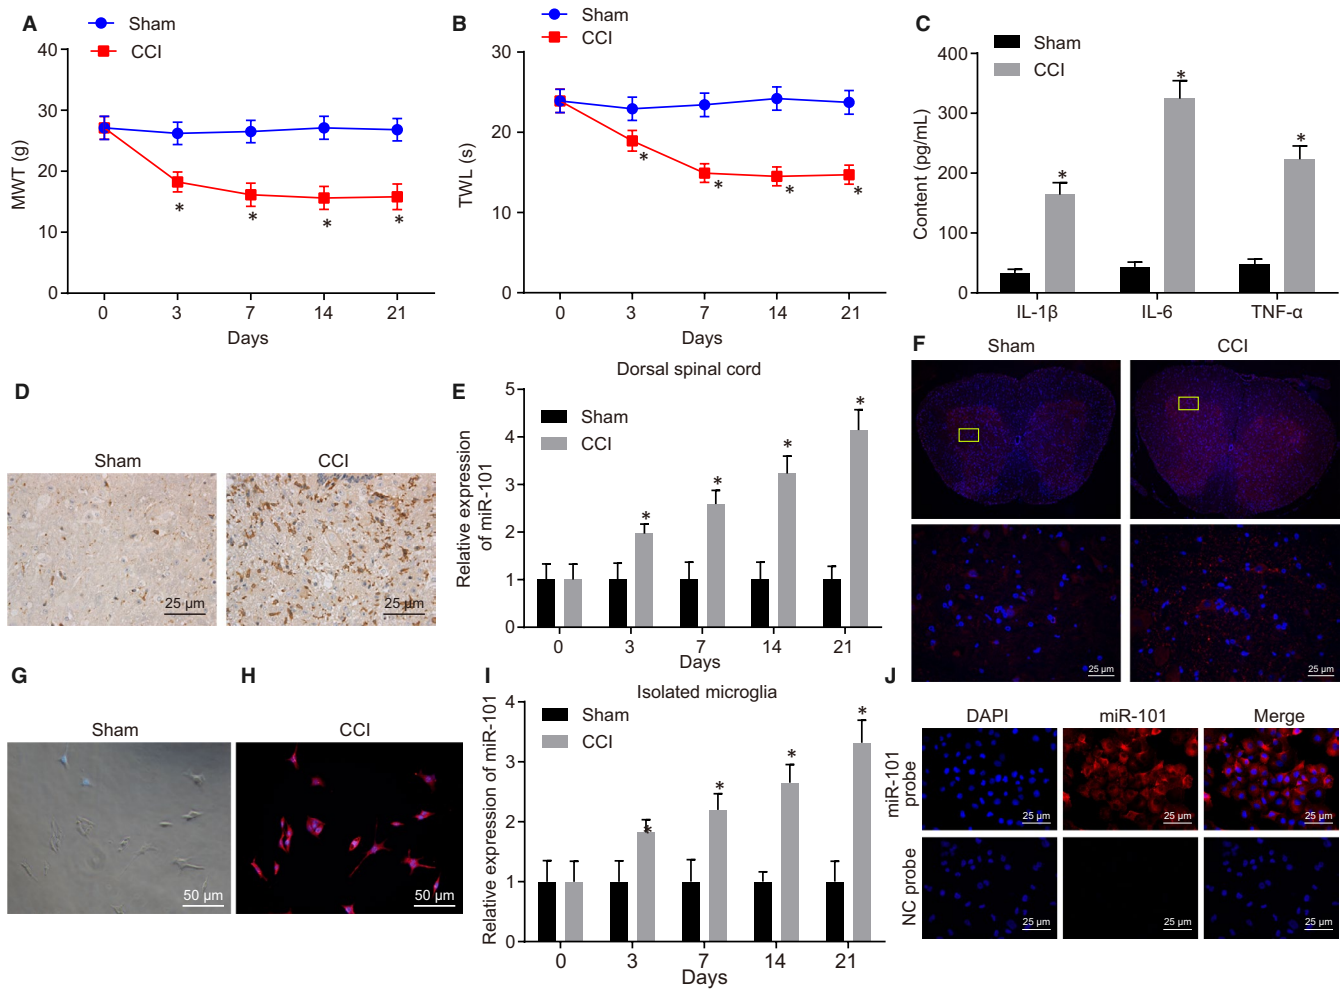 A
Sham
CCI
MWT (g)
40
30
20
10
0
*
*
*
*
0 3 7 14 21
Days
B
Sham
CCI
TWL (s)
30
20
10
0
*
*
*
*
0 3 7 14 21
Days
C
Sham
CCI
Content (pg/mL)
400
300
200
100
0
*
*
*
IL-1β IL-6 TNF-α
D
Sham CCI
25 µm 25 µm
E
Dorsal spinal cord
Sham
CCI
Relative expression
of miR-101
5
4
3
2
1
0
*
*
*
*
0 3 7 14 21
Days
F
Sham CCI
25 µm 25 µm
G
Sham
50 µm
H
CCI
50 µm
I
Isolated microglia
Sham
CCI
Relative expression of miR-101
4
3
2
1
0
*
*
*
*
0 3 7 14 21
Days
J
DAPI miR-101 Merge
miR-101
probe
25 µm 25 µm 25 µm
NC probe
25 µm 25 µm 25 µm